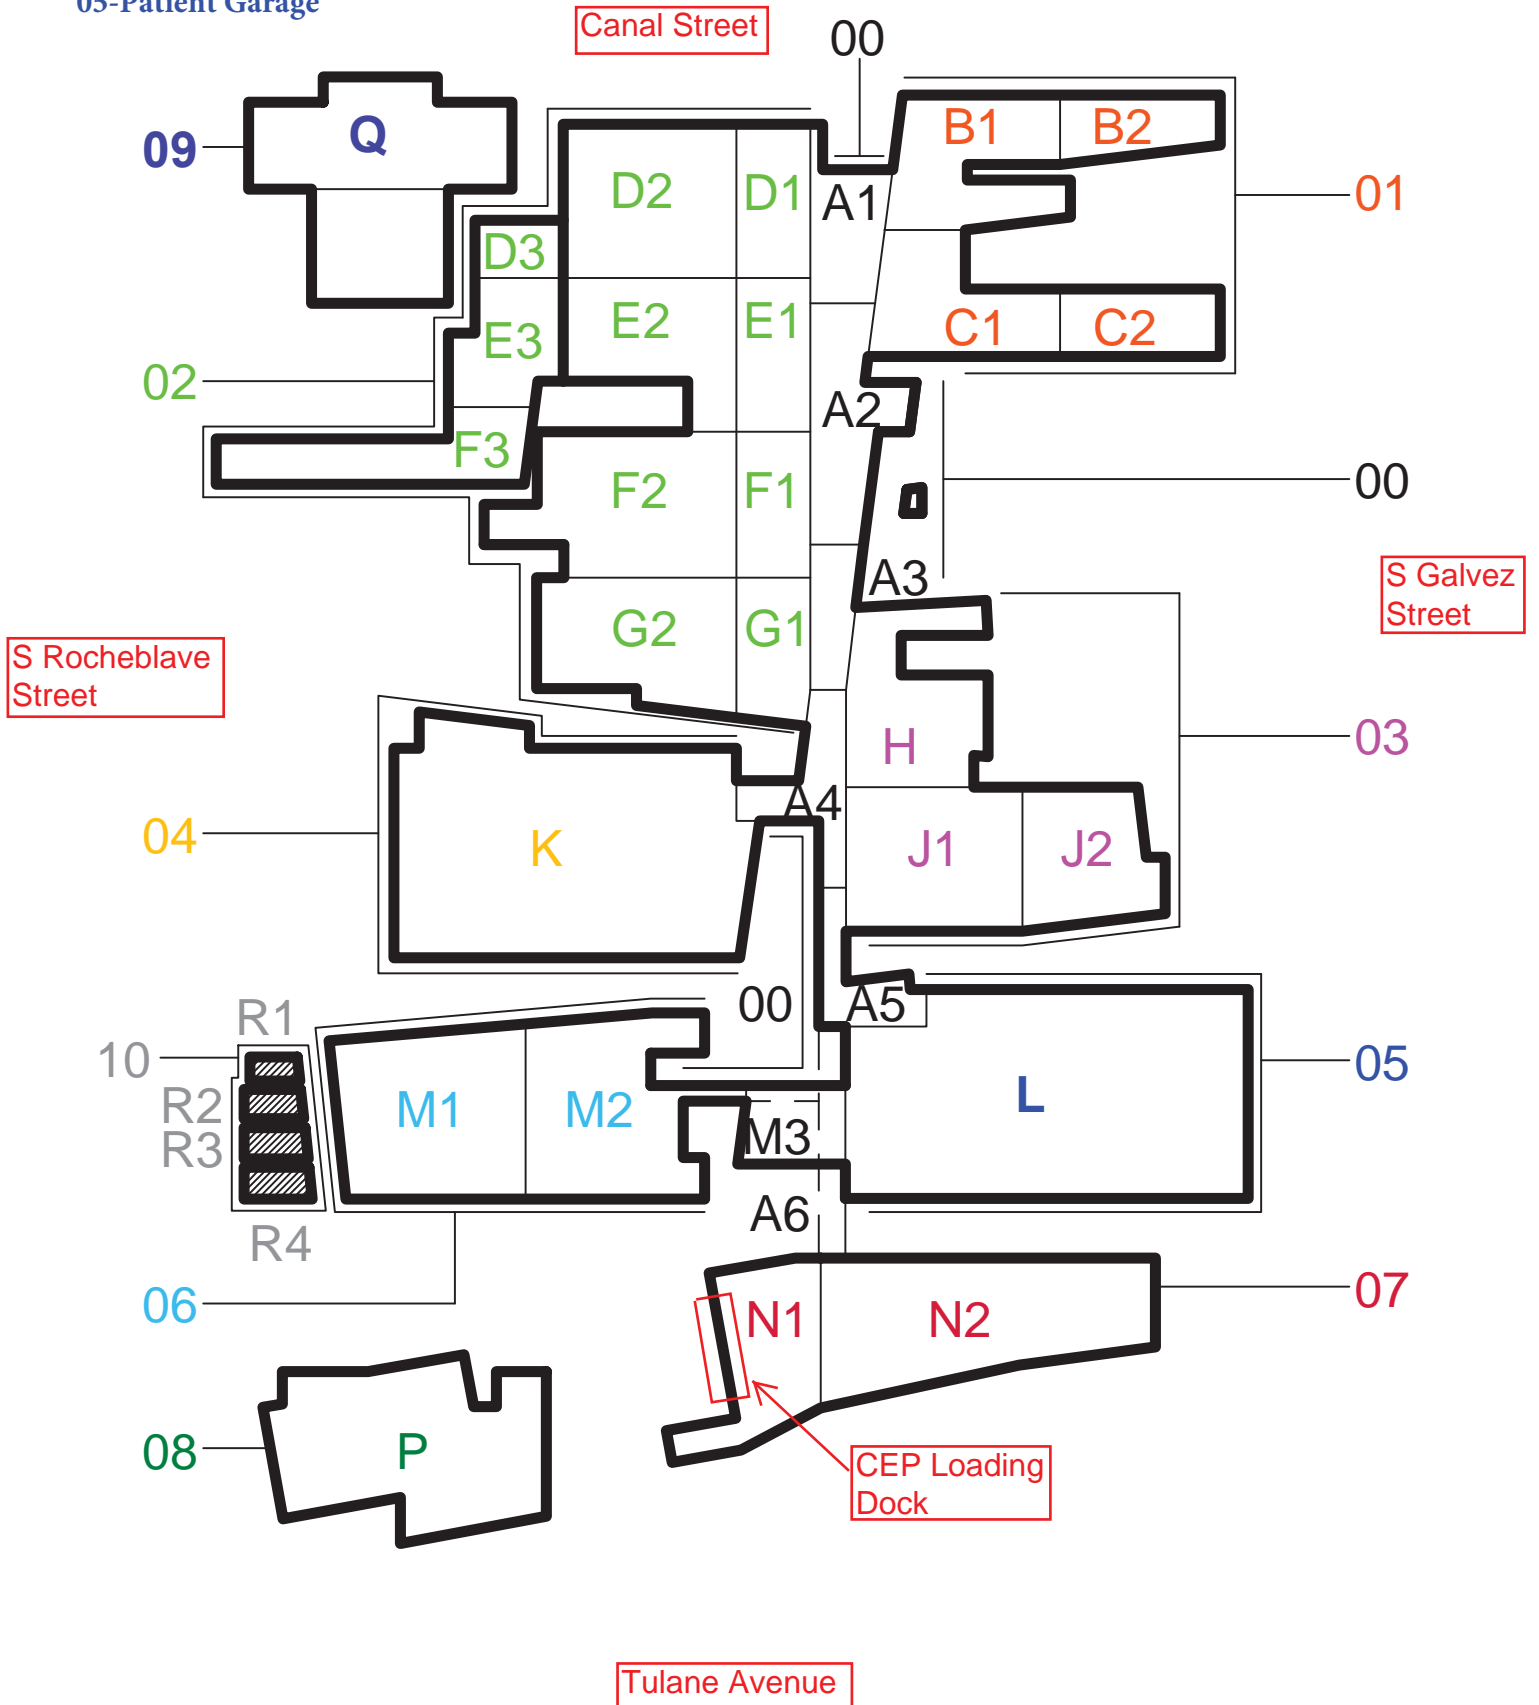 05-Patient Garage
Canal Street
00
B1
B2
09
Q
D2
D1
A1
01
D3
E2
E1
E3
C1
C2
02
A2
F3
F2
F1
00
A3
S Galvez
Street
G2
G1
S Rocheblave
Street
H
03
A4
04
K
J1
J2
00
A5
R1
10
05
R2
M1
M2
L
R3
M3
A6
R4
06
N1
N2
07
08
P
CEP Loading
Dock
Tulane Avenue